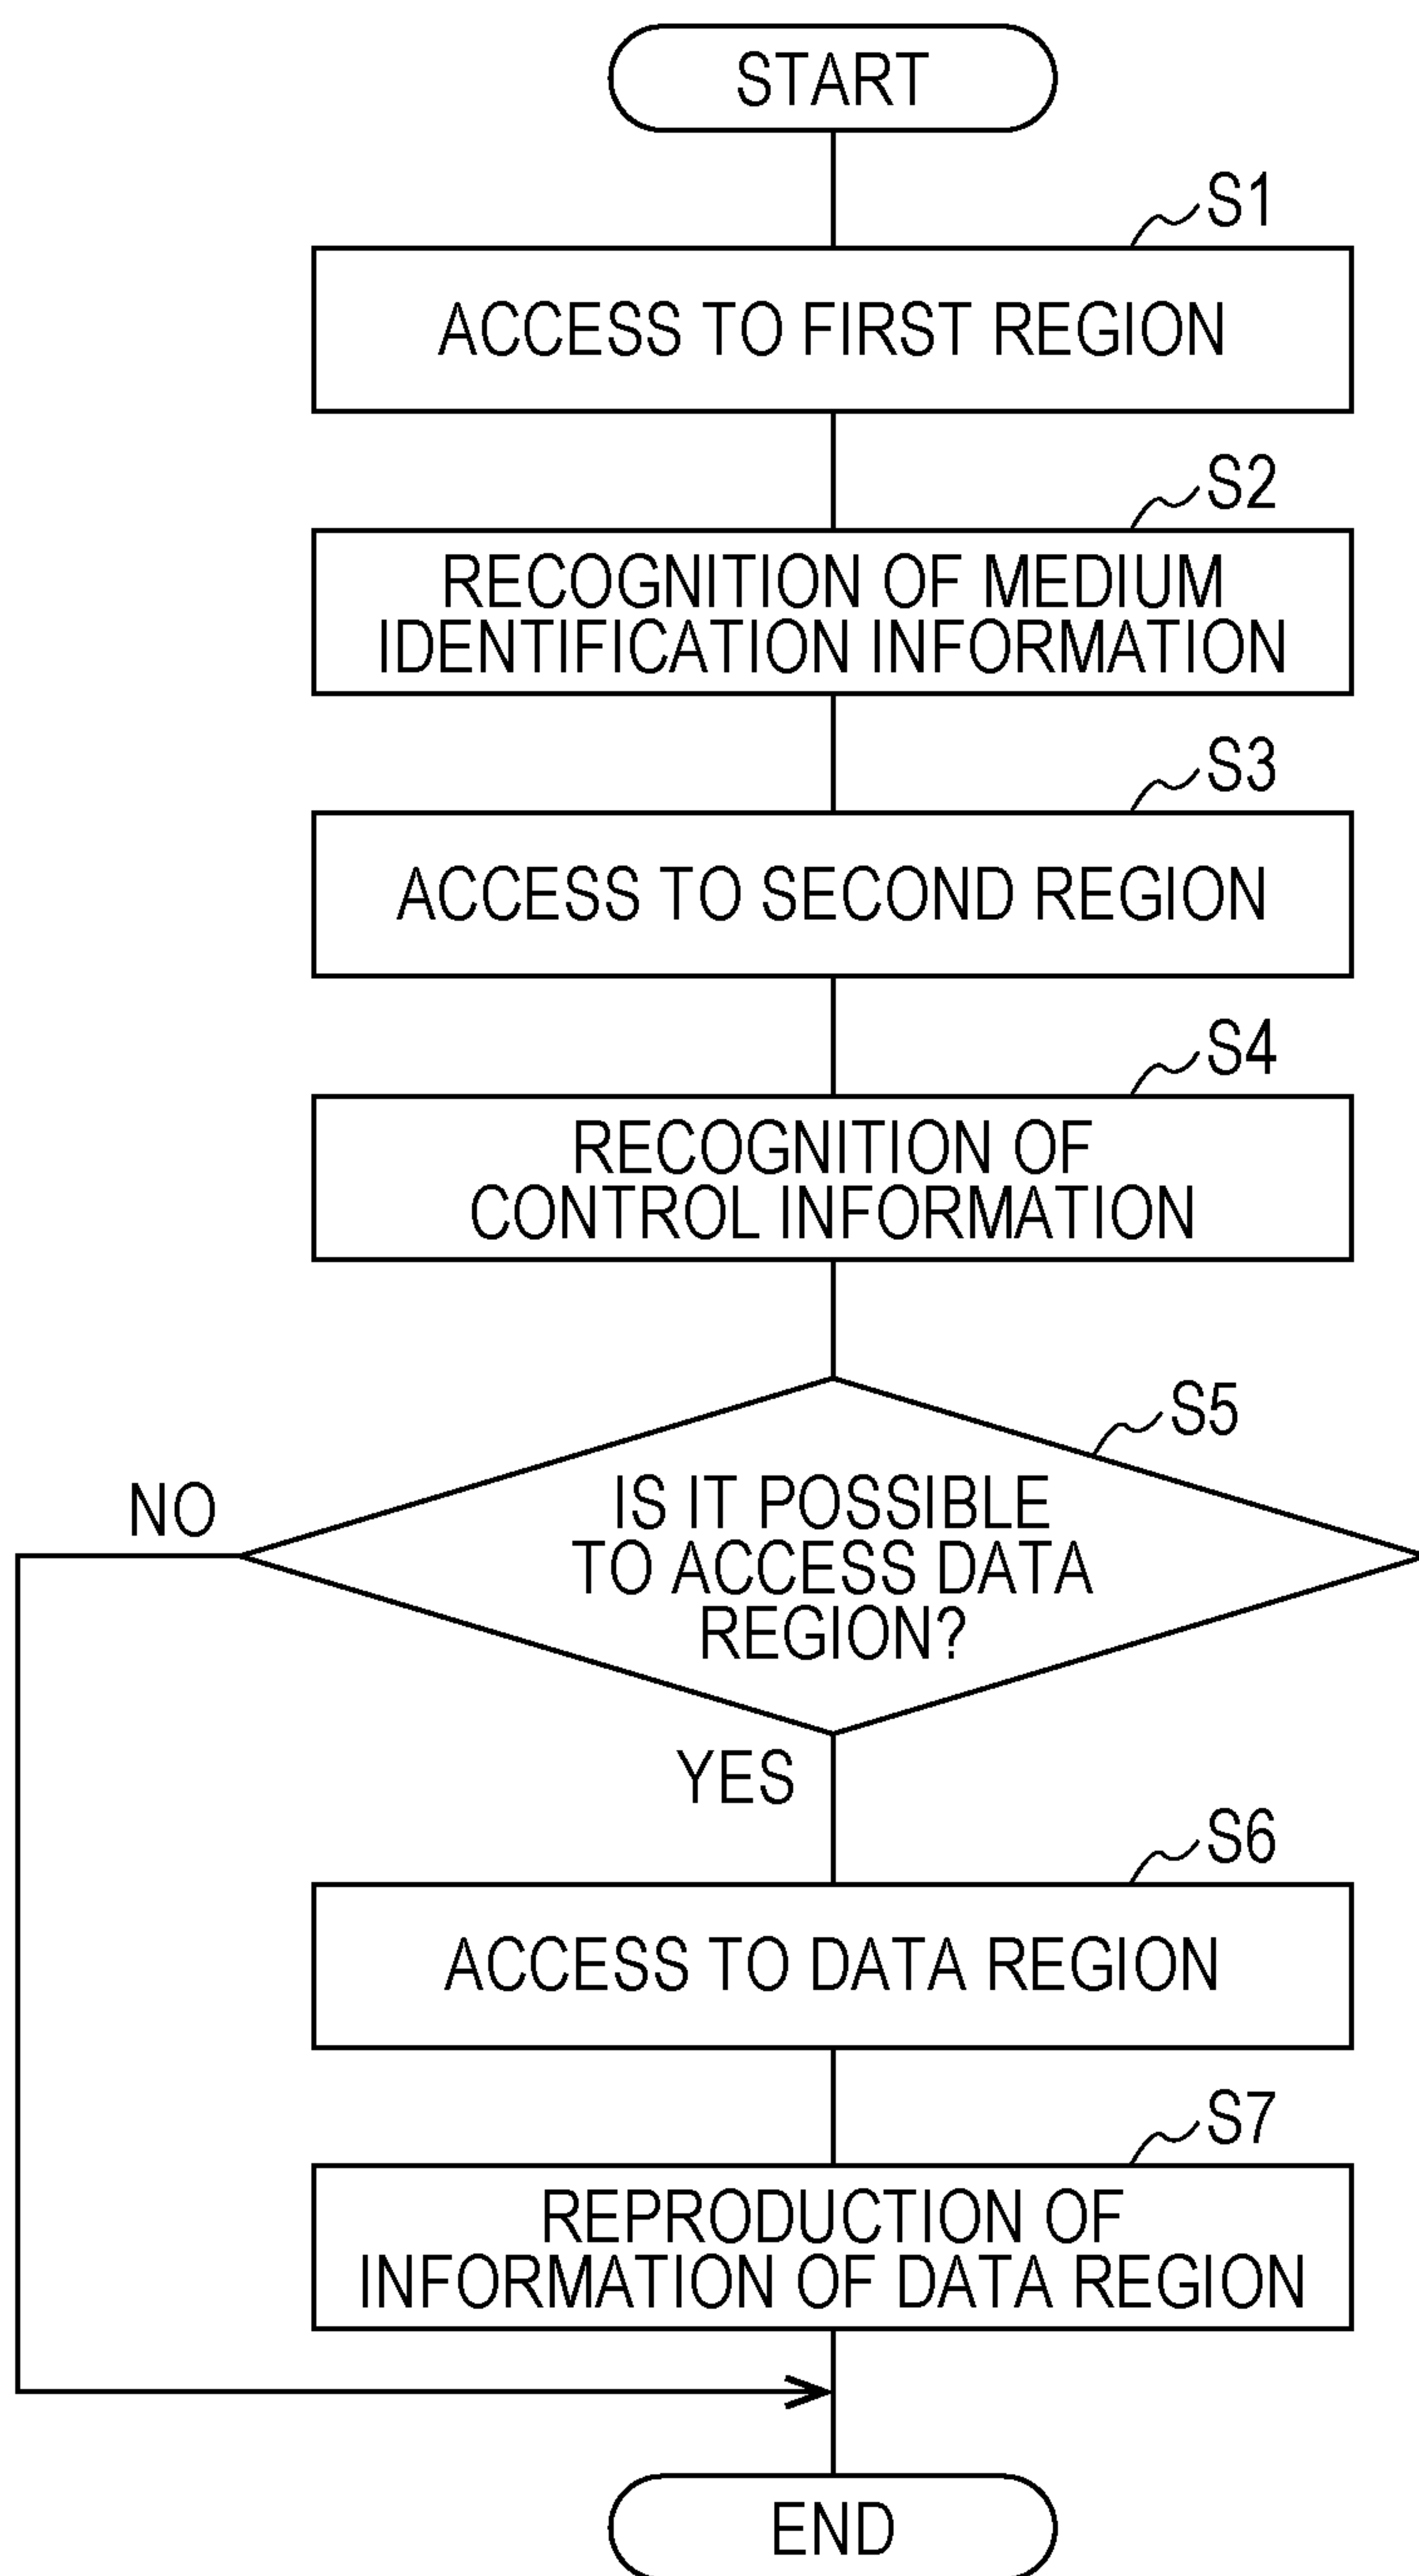 START
S1
ACCESS TO FIRST REGION
S2
RECOGNITION OF MEDIUM
IDENTIFICATION INFORMATION
S3
ACCESS TO SECOND REGION
S4
RECOGNITION OF
CONTROL INFORMATION
S5
IS IT POSSIBLE
TO ACCESS DATA
REGION?
NO
YES
S6
ACCESS TO DATA REGION
S7
REPRODUCTION OF
INFORMATION OF DATA REGION
END